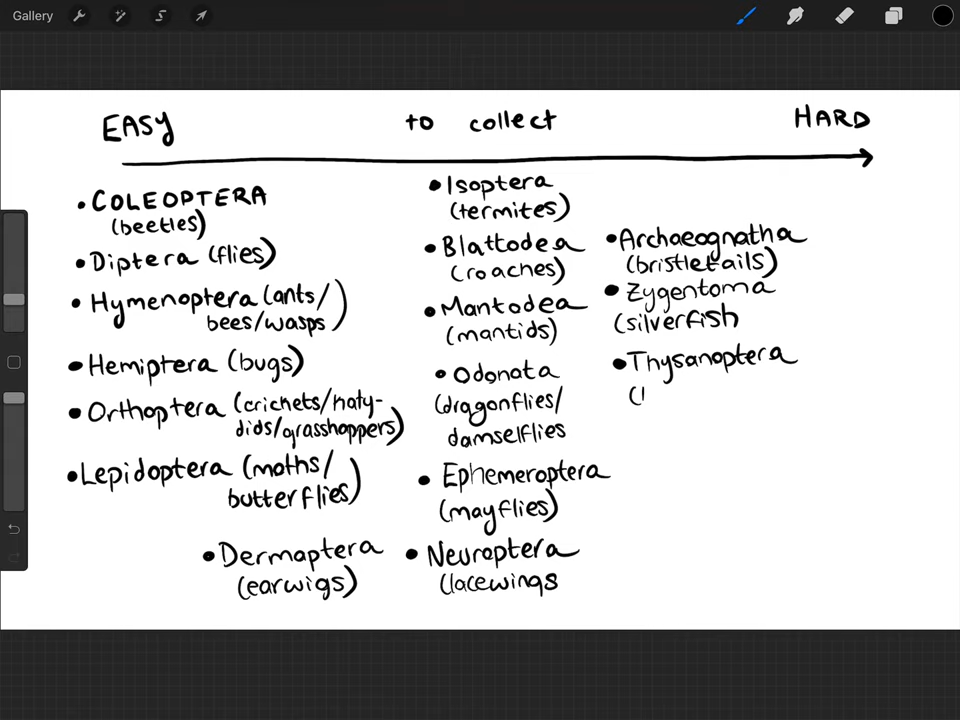 Gallery
EASY to collect HARD
• COLEOPTERA
(beetles)
• Diptera (flies)
• Hymenoptera (ants/
bees/wasps)
• Hemiptera (bugs)
• Orthoptera (crickets/katy-
dids/grasshoppers)
• Lepidoptera (moths/
butterflies)
• Dermaptera
(earwigs)
• Isoptera
(termites)
• Blattodea
(roaches)
• Mantodea
(mantids)
• Odonata
(dragonflies/
damselflies
• Ephemeroptera
(mayflies)
• Neuroptera
(lacewings
• Archaeognatha
(bristletails)
• Zygentoma
(silverfish
• Thysanoptera
(